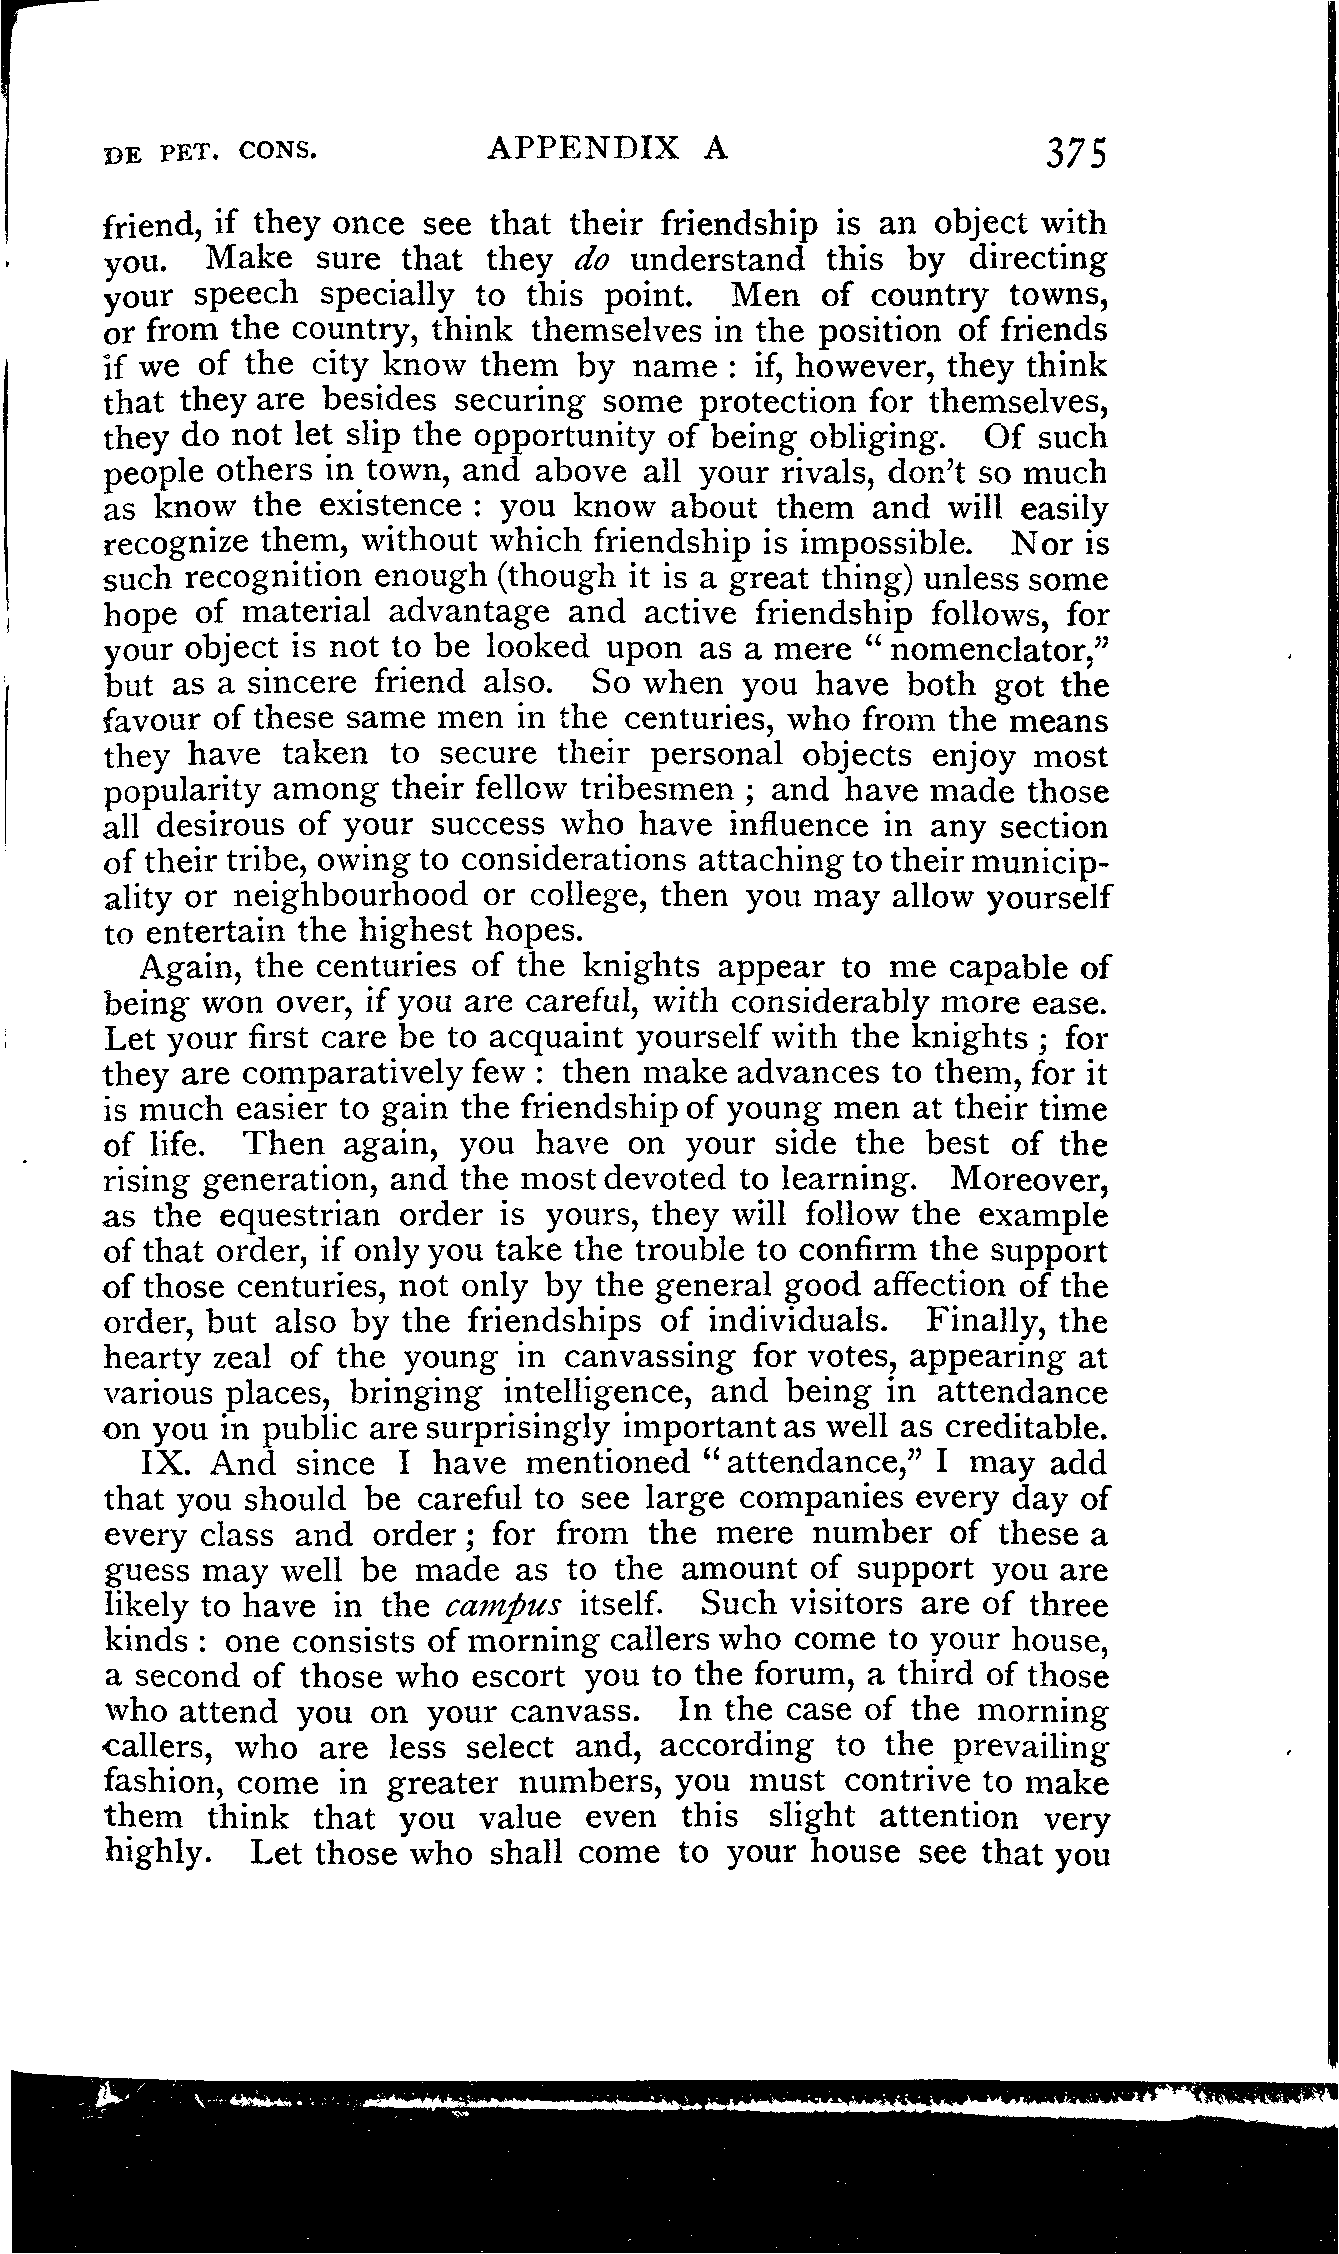 DE PET. CONS. APPENDIX A 375
friend, if they once see that their friendship is an object with
you. Make sure that they do understand this by directing
your speech specially to this point. Men of country towns,
or from the country, think themselves in the position of friends
if we of the city know them by name : if, however, they think
that they are besides securing some protection for themselves,
they do not let slip the opportunity of being obliging. Of such
people others in town, and above all your rivals, don't so much
as know the existence : you know about them and will easily
recognize them, without which friendship is impossible. Nor is
such recognition enough (though it is a great thing) unless some
hope of material advantage and active friendship follows, for
your object is not to be looked upon as a mere “ nomenclator,”
but as a sincere friend also. So when you have both got the
favour of these same men in the centuries, who from the means
they have taken to secure their personal objects enjoy most
popularity among their fellow tribesmen ; and have made those
all desirous of your success who have influence in any section
of their tribe, owing to considerations attaching to their municip-
ality or neighbourhood or college, then you may allow yourself
to entertain the highest hopes.
Again, the centuries of the knights appear to me capable of
being won over, if you are careful, with considerably more ease.
Let your first care be to acquaint yourself with the knights ; for
they are comparatively few : then make advances to them, for it
is much easier to gain the friendship of young men at their time
of life. Then again, you have on your side the best of the
rising generation, and the most devoted to learning. Moreover,
as the equestrian order is yours, they will follow the example
of that order, if only you take the trouble to confirm the support
of those centuries, not only by the general good affection of the
order, but also by the friendships of individuals. Finally, the
hearty zeal of the young in canvassing for votes, appearing at
various places, bringing intelligence, and being in attendance
on you in public are surprisingly important as well as creditable.
IX. And since I have mentioned “ attendance,” I may add
that you should be careful to see large companies every day of
every class and order ; for from the mere number of these a
guess may well be made as to the amount of support you are
likely to have in the campus itself. Such visitors are of three
kinds : one consists of morning callers who come to your house,
a second of those who escort you to the forum, a third of those
who attend you on your canvass. In the case of the morning
callers, who are less select and, according to the prevailing
fashion, come in greater numbers, you must contrive to make
them think that you value even this slight attention very
highly. Let those who shall come to your house see that you